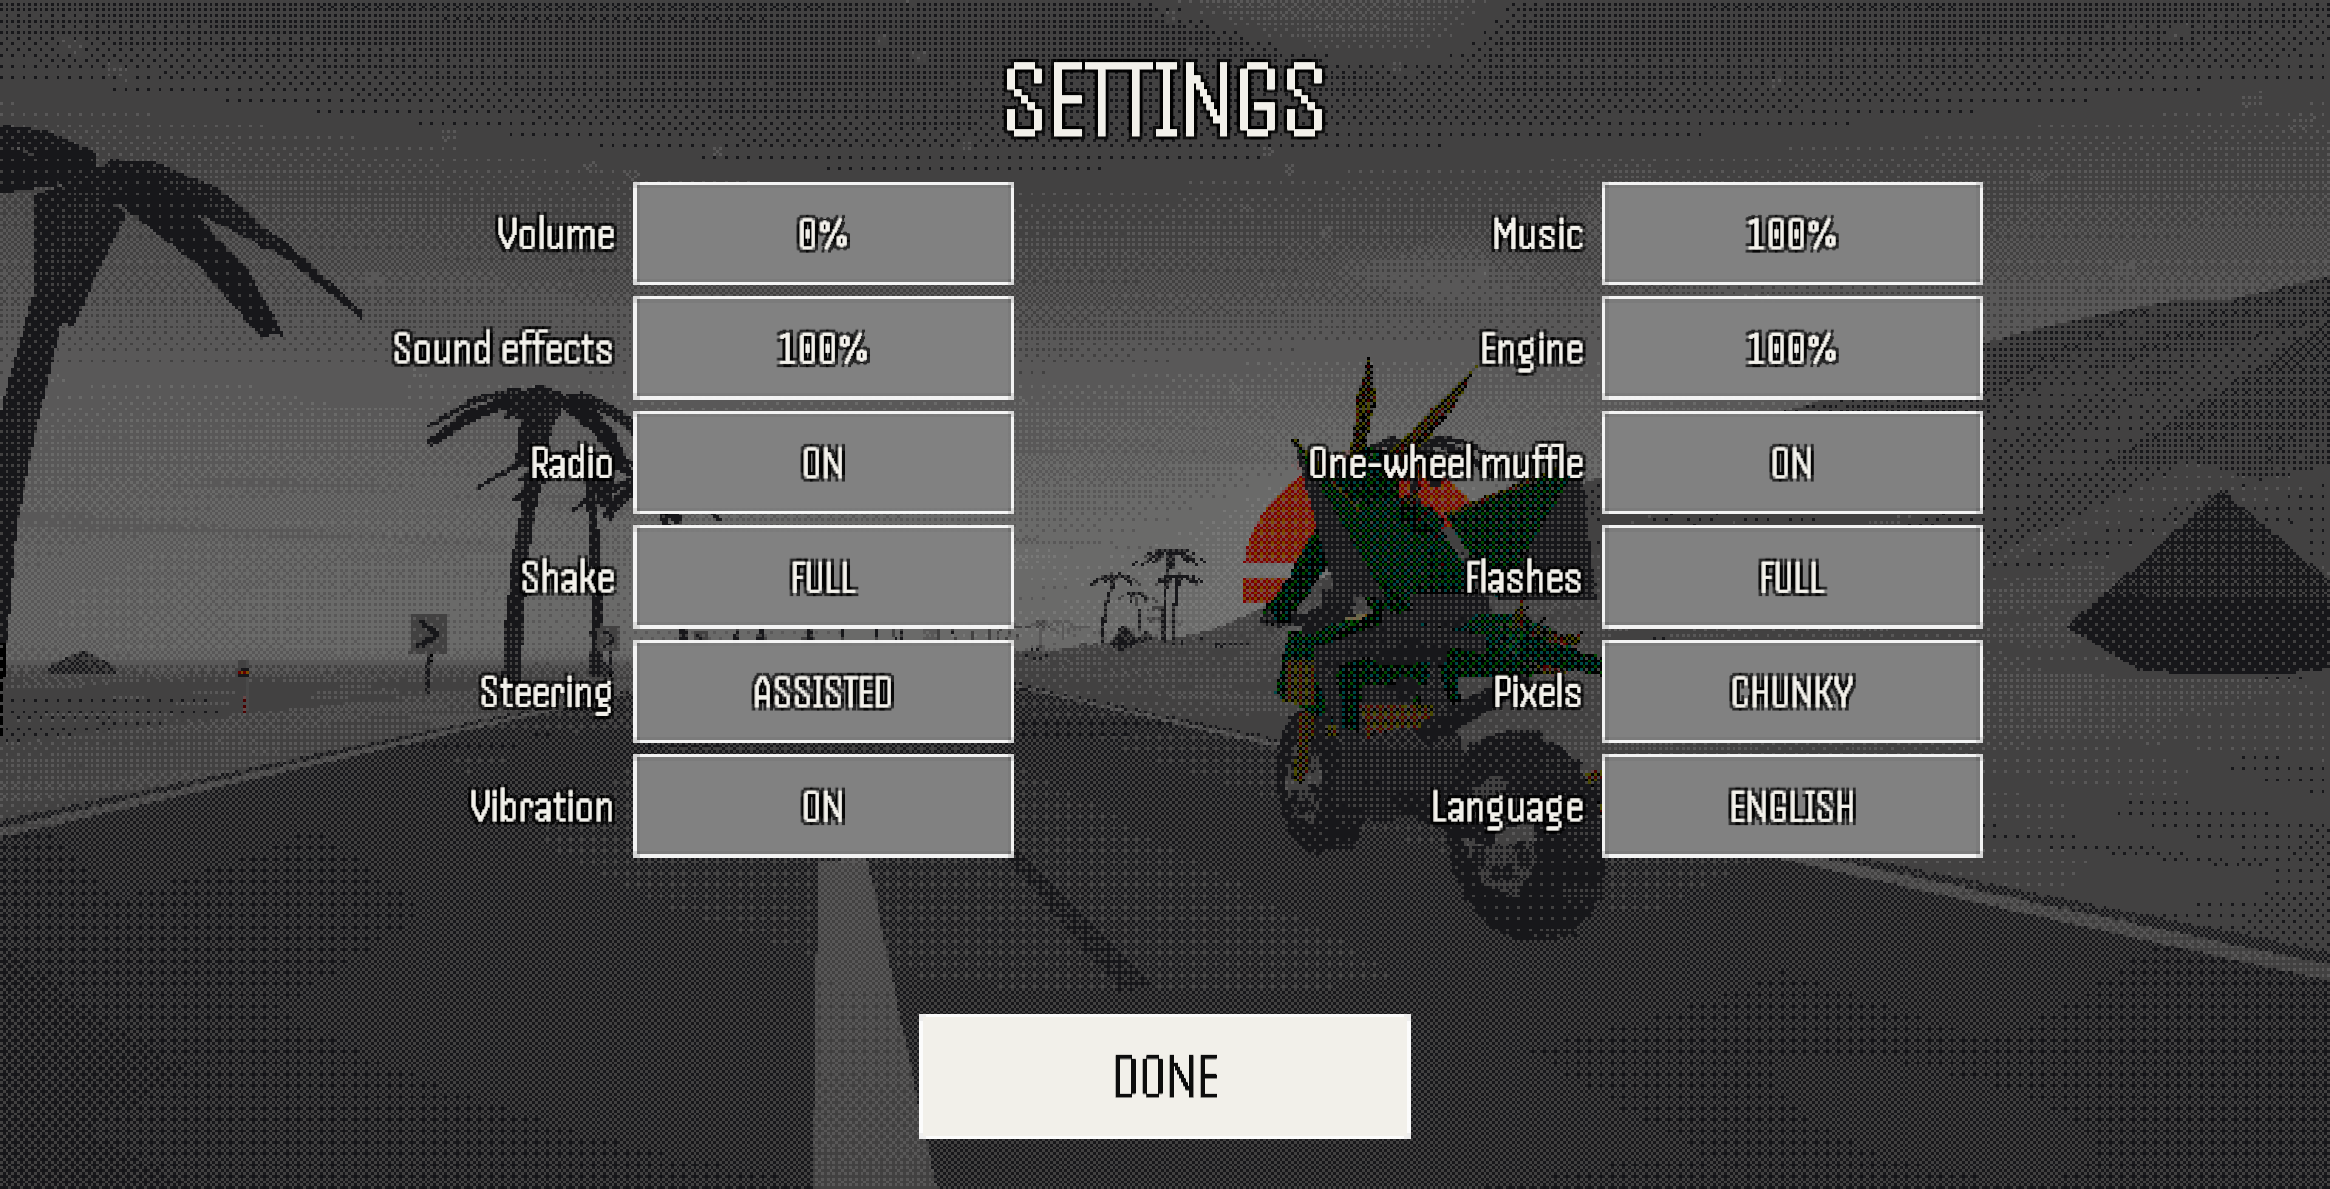 SETTINGS
Volume 0% Music 100%
Sound effects 100% Engine 100%
Radio ON One-wheel muffle ON
Shake FULL Flashes FULL
Steering ASSISTED Pixels CHUNKY
Vibration ON Language ENGLISH
DONE